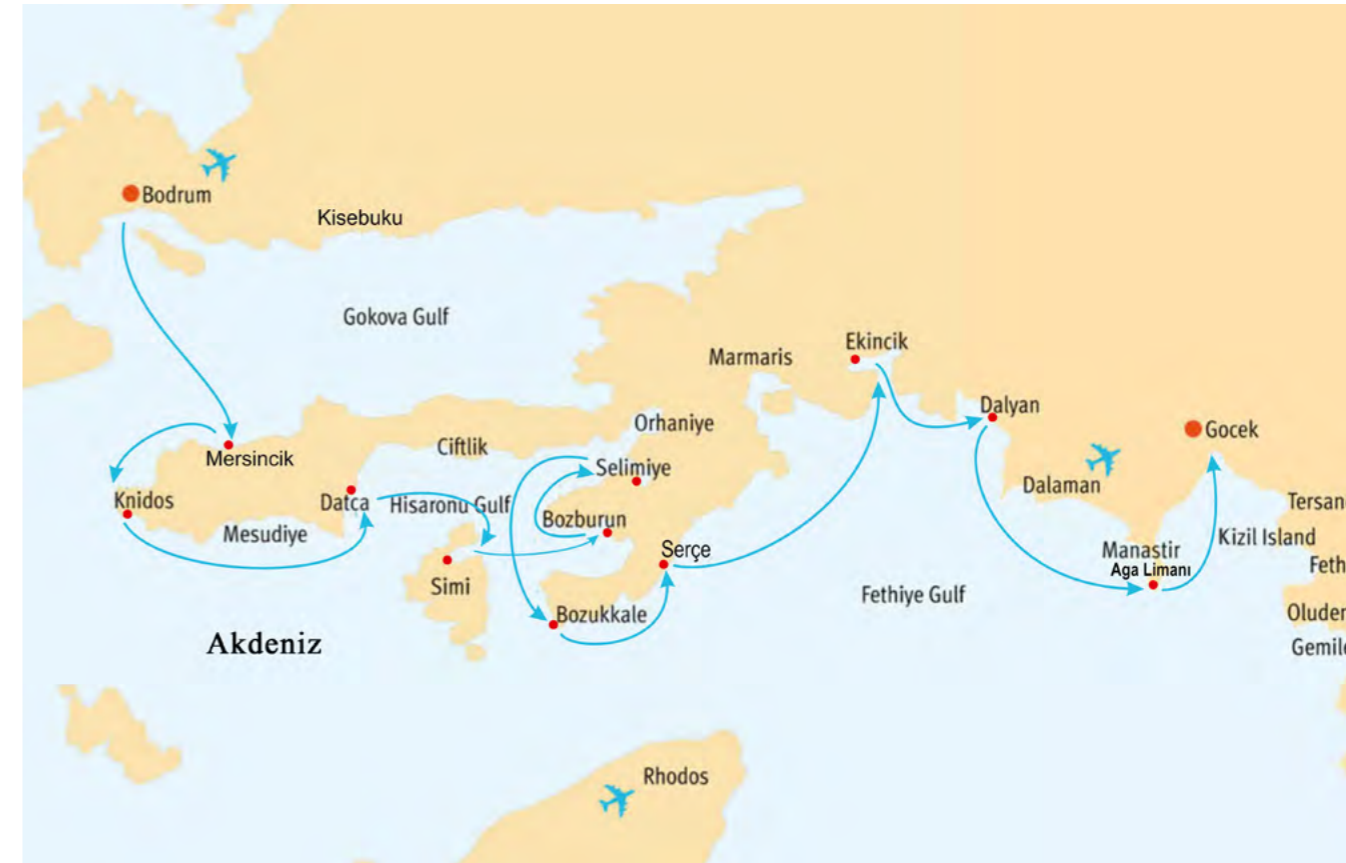 Bodrum
Kisebuku
Gokova Gulf
Ekincik
Marmaris
Dalyan
Orhaniye
Gocek
Ciftlik
Mersincik
Selimiye
Dalaman
Knidos
Datca
Hisaronu Gulf
Tersan
Bozburun
Mesudiye
Kizil Island
Serçe
Manastir
Aga Limanı
Feth
Simi
Fethiye Gulf
Bozukkale
Oluder
Akdeniz
Gemile
Rhodos